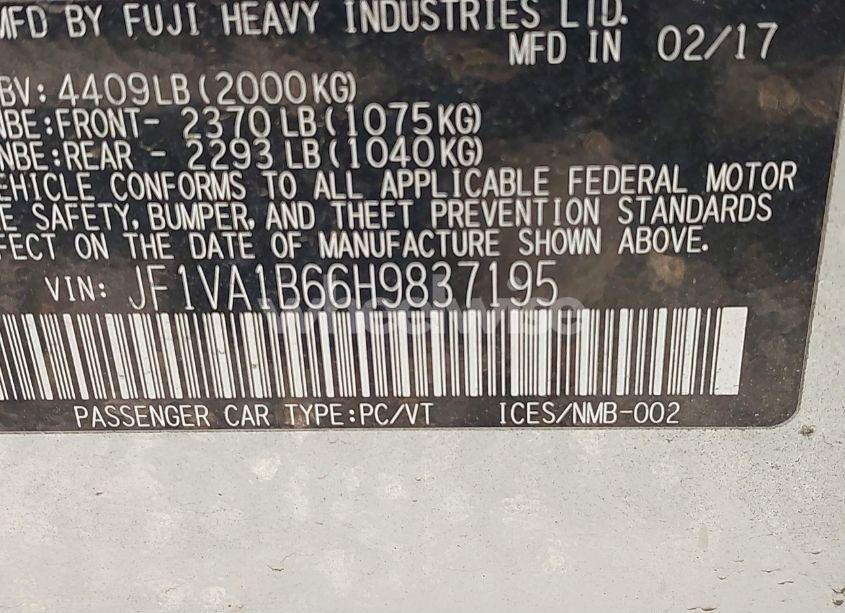 MFD BY FUJI HEAVY INDUSTRIES LTD.
MFD IN 02/17
BV: 4409LB (2000KG)
NBE:FRONT- 2370 LB (1075KG)
NBE:REAR - 2293 LB (1040KG)
EHICLE CONFORMS TO ALL APPLICABLE FEDERAL MOTOR
E SAFETY, BUMPER, AND THEFT PREVENTION STANDARDS
FFECT ON THE DATE OF MANUFACTURE SHOWN ABOVE.
VIN: JF1VA1B66H9837195
PASSENGER CAR TYPE:PC/VT ICES/NMB-002